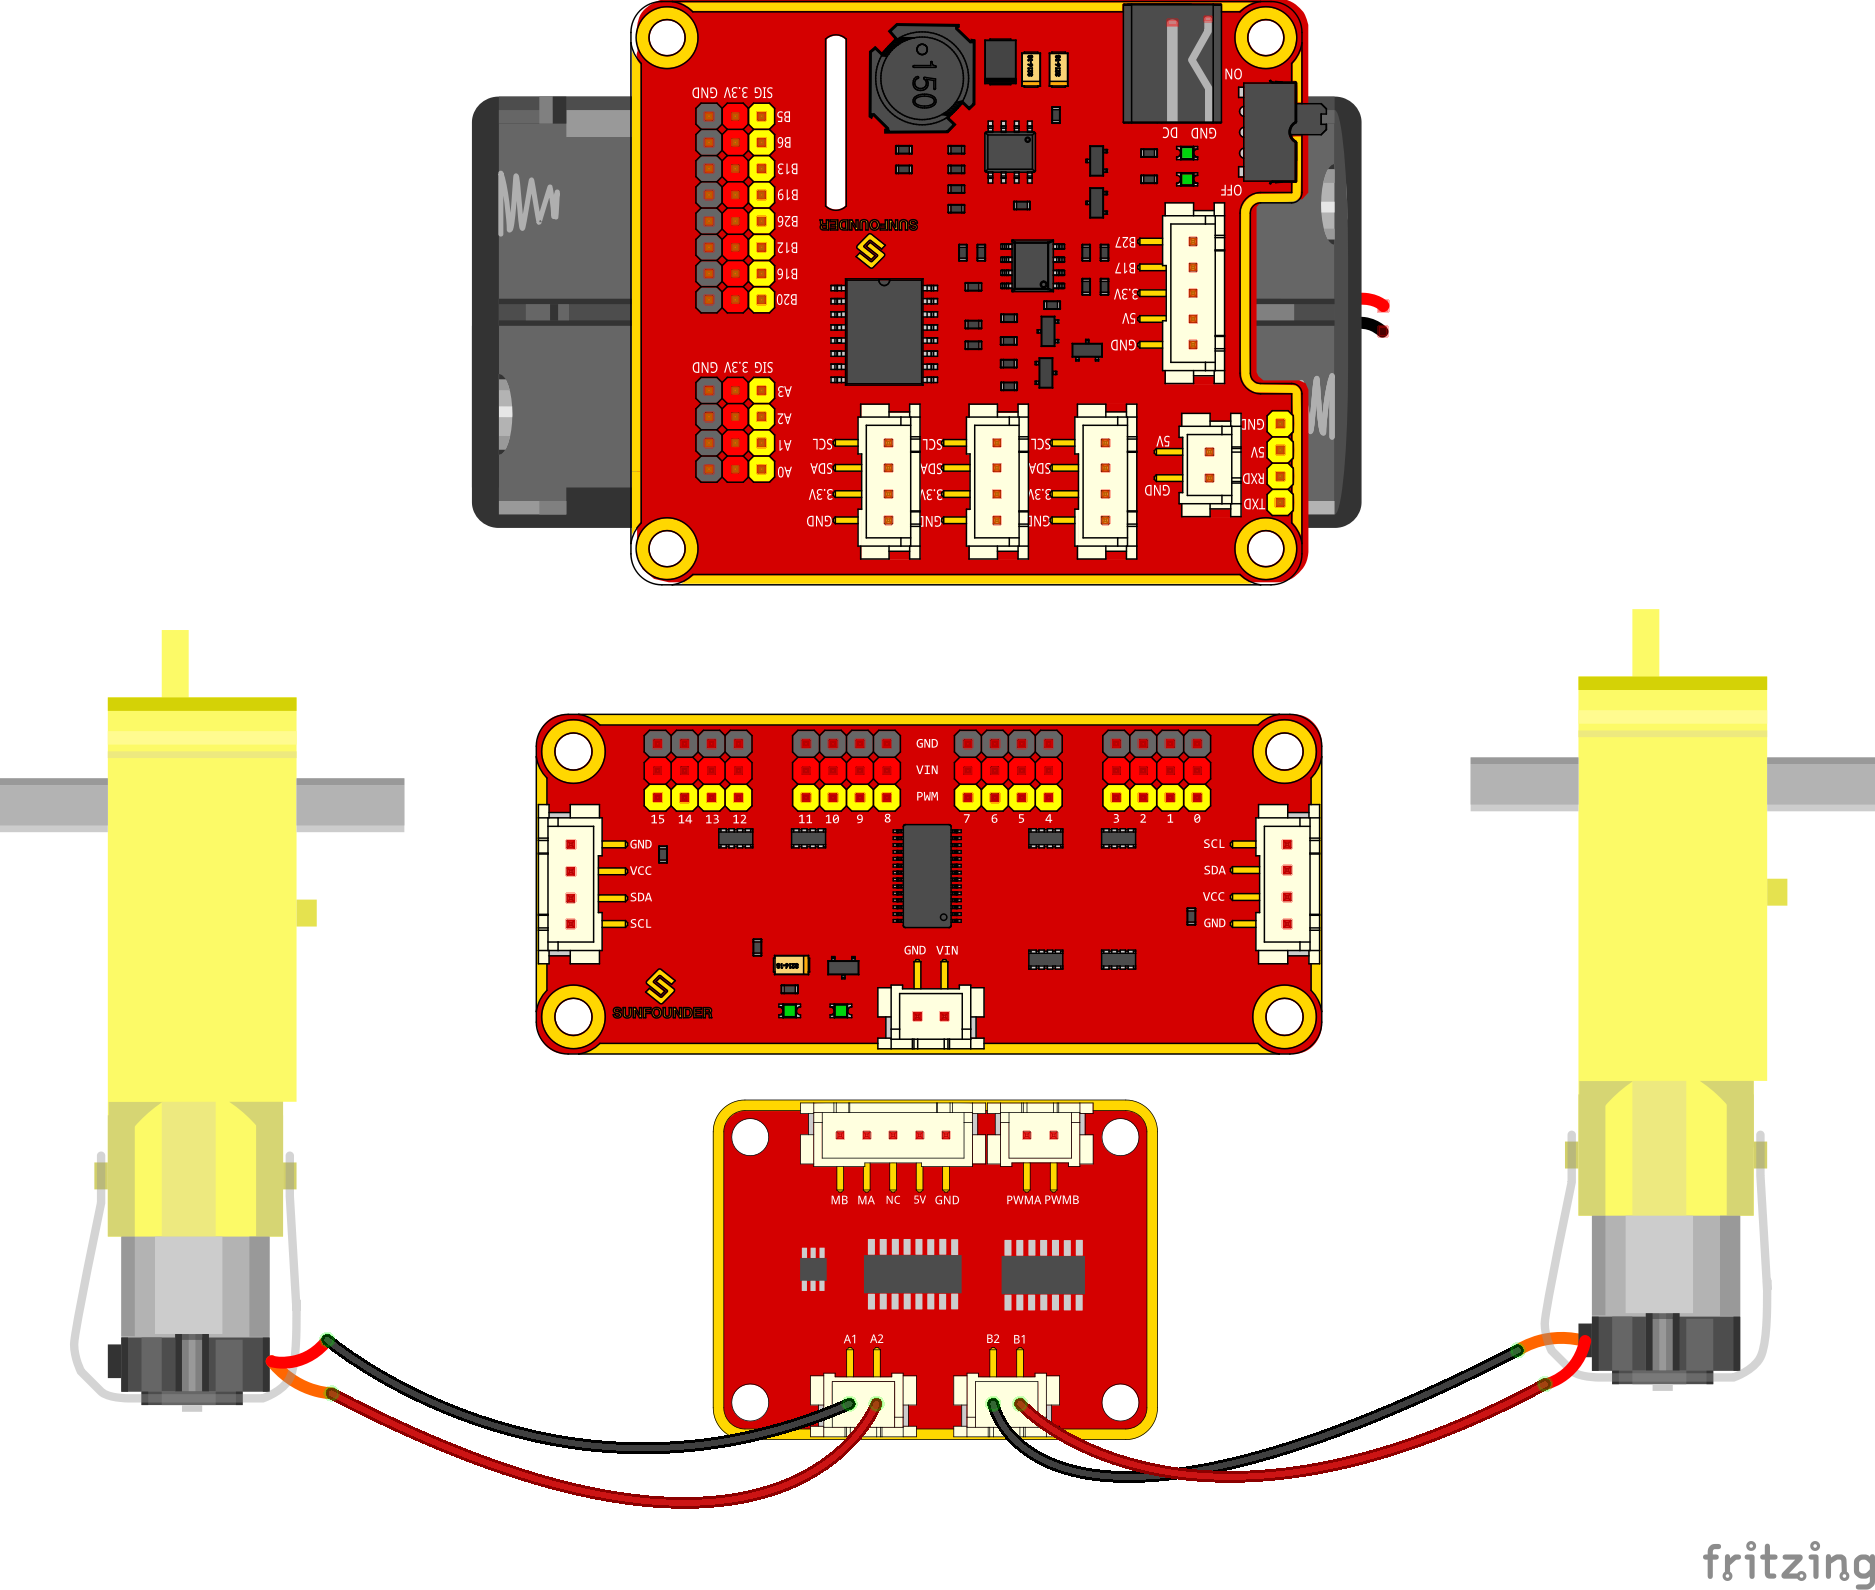 150
ON
DC GND
OFF
GND 3.3V SIG
B5
B6
B13
B19
B26
B12
B16
B20
SUNFOUNDER
B27
B17
3.3V
5V
GND
GND 3.3V SIG
A3
A2
A1
A0
SCL
SDA
3.3V
GND
SCL
SDA
3.3V
GND
SCL
SDA
3.3V
GND
5V
GND
GND
5V
RXD
TXD
GND
VIN
PWM
15 14 13 12 11 10 9 8 7 6 5 4 3 2 1 0
GND
VCC
SDA
SCL
SCL
SDA
VCC
GND
GND VIN
SUNFOUNDER
MB MA NC 5V GND PWMA PWMB
A1 A2 B2 B1
fritzing